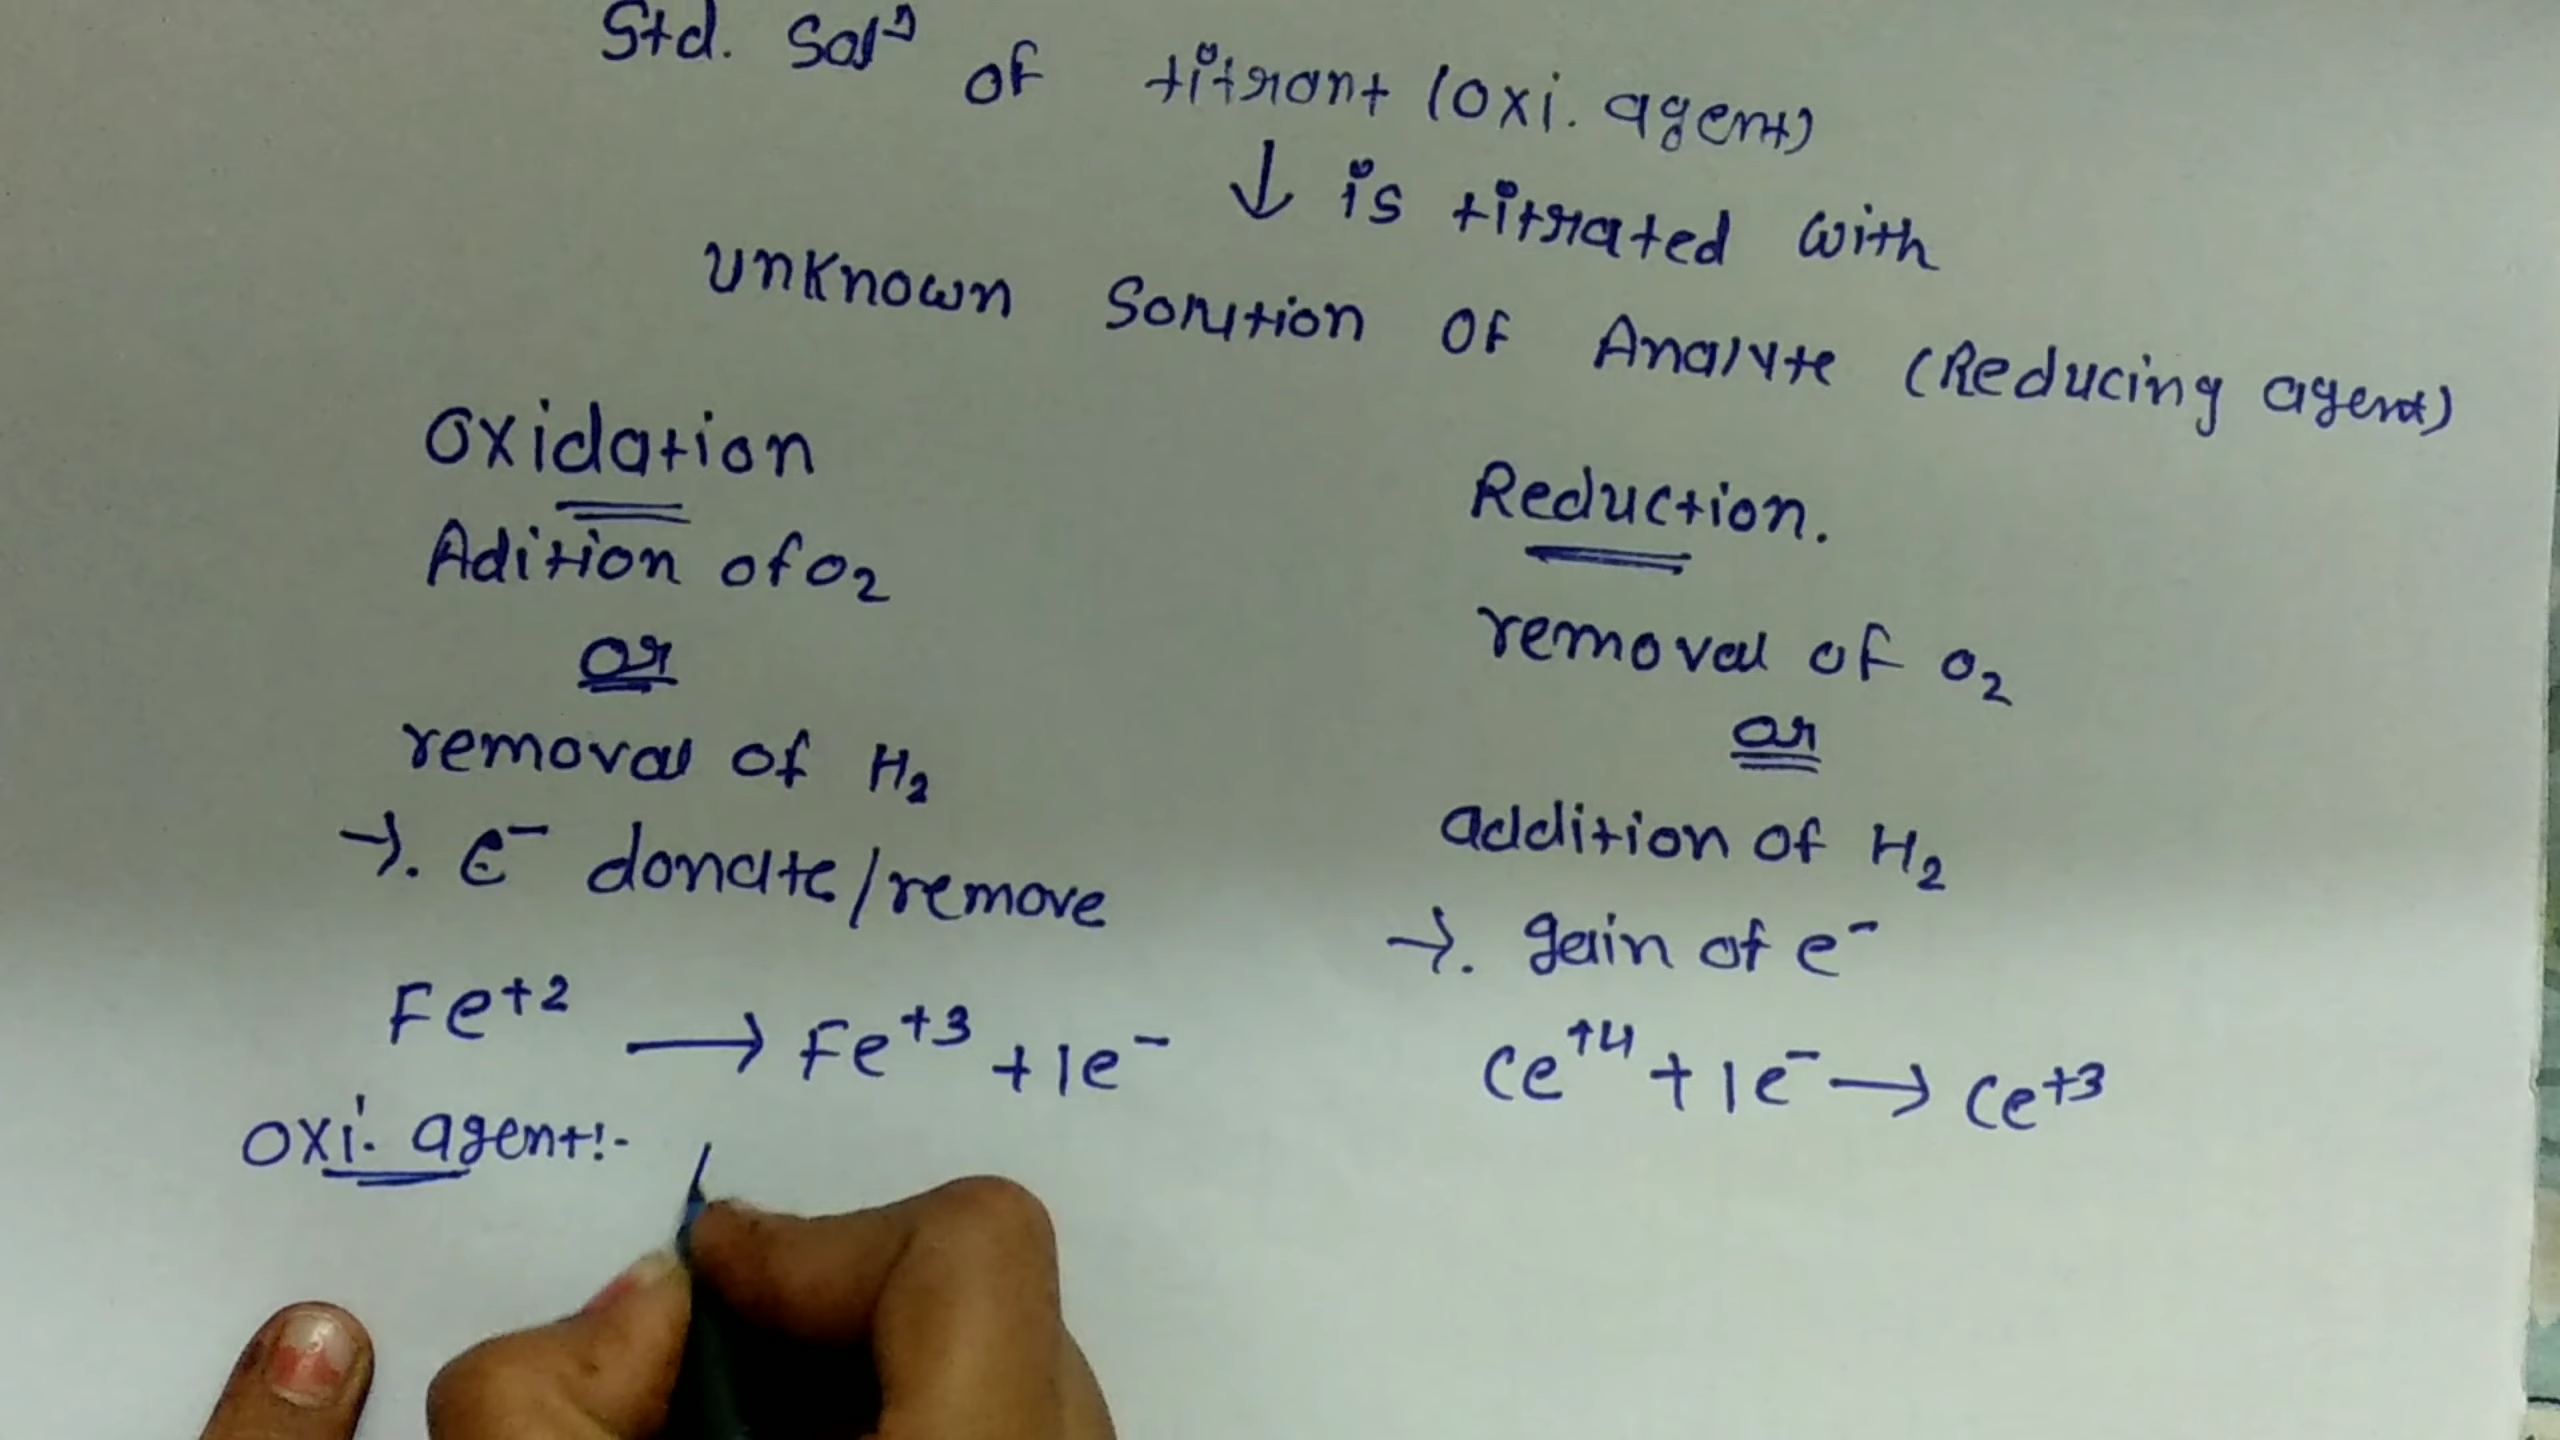 Std. Solⁿ of titrant (oxi. agent)
↓ is titrated with
unknown Solution of Analyte (Reducing agent)
Oxidation
Adition of O₂
or
removal of H₂
→. e⁻ donate/remove
Fe⁺² → Fe⁺³ + 1e⁻
Oxi. agent:-
Reduction.
removal of O₂
or
addition of H₂
→. gain of e⁻
Ce⁺⁴ + 1e⁻ → Ce⁺³